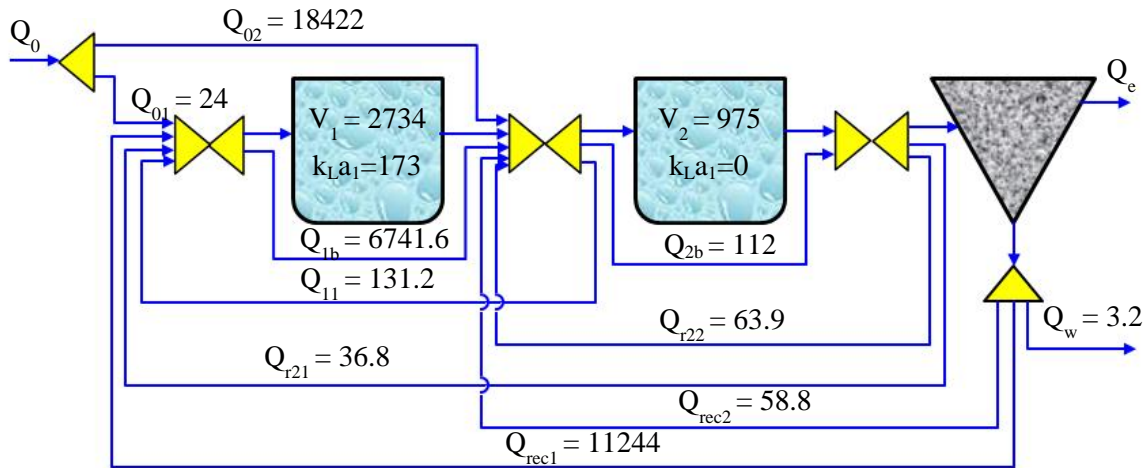 Q₀
Q₀₂ = 18422
Qₑ
Q₀₁ = 24
V₁ = 2734
kLa₁=173
V₂ = 975
kLa₁=0
Q₁b = 6741.6
Q₂b = 112
Q₁₁ = 131.2
Qr₂₂ = 63.9
Qw = 3.2
Qr₂₁ = 36.8
Qrec2 = 58.8
Qrec1 = 11244